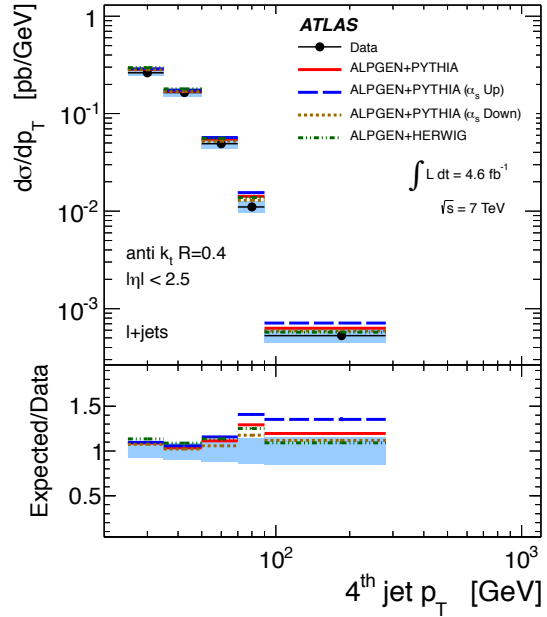 ATLAS
Data
ALPGEN+PYTHIA
ALPGEN+PYTHIA (α_s Up)
ALPGEN+PYTHIA (α_s Down)
ALPGEN+HERWIG
∫ L dt = 4.6 fb⁻¹
√s = 7 TeV
anti k_t R=0.4
|η| < 2.5
l+jets
dσ/dp_T [pb/GeV]
1
10⁻¹
10⁻²
10⁻³
Expected/Data
1.5
1
0.5
10²
10³
4ᵗʰ jet p_T [GeV]